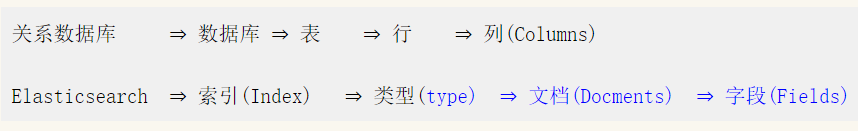 关系数据库 ⇒ 数据库 ⇒ 表 ⇒ 行 ⇒ 列(Columns)
Elasticsearch ⇒ 索引(Index) ⇒ 类型(type) ⇒ 文档(Docments) ⇒ 字段(Fields)